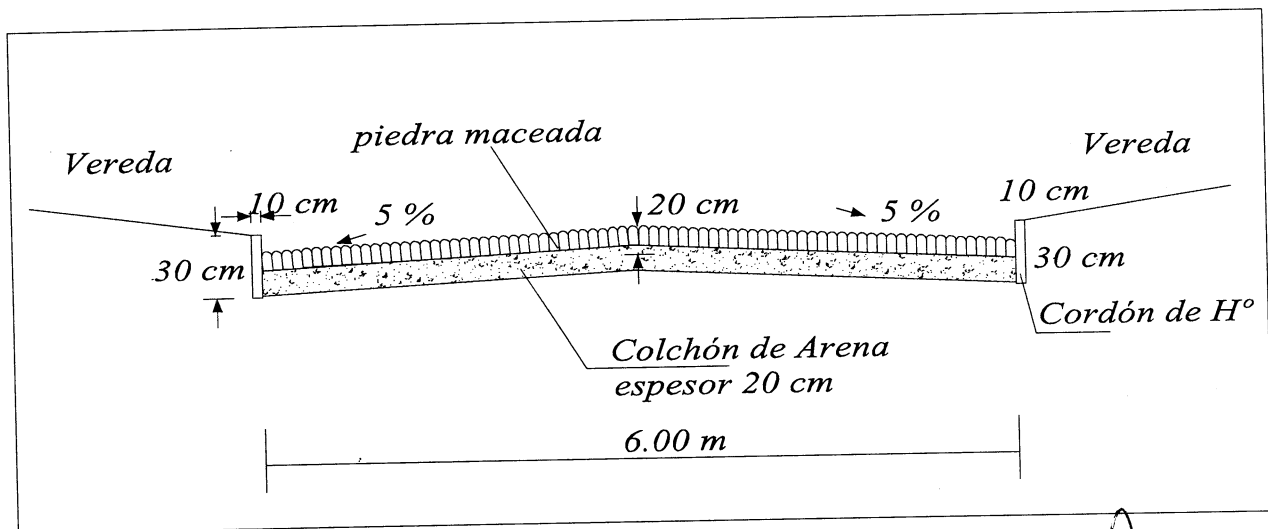 piedra maceada
Vereda
Vereda
10 cm
5 %
20 cm
5 %
10 cm
30 cm
30 cm
Cordón de Hº
Colchón de Arena
espesor 20 cm
6.00 m